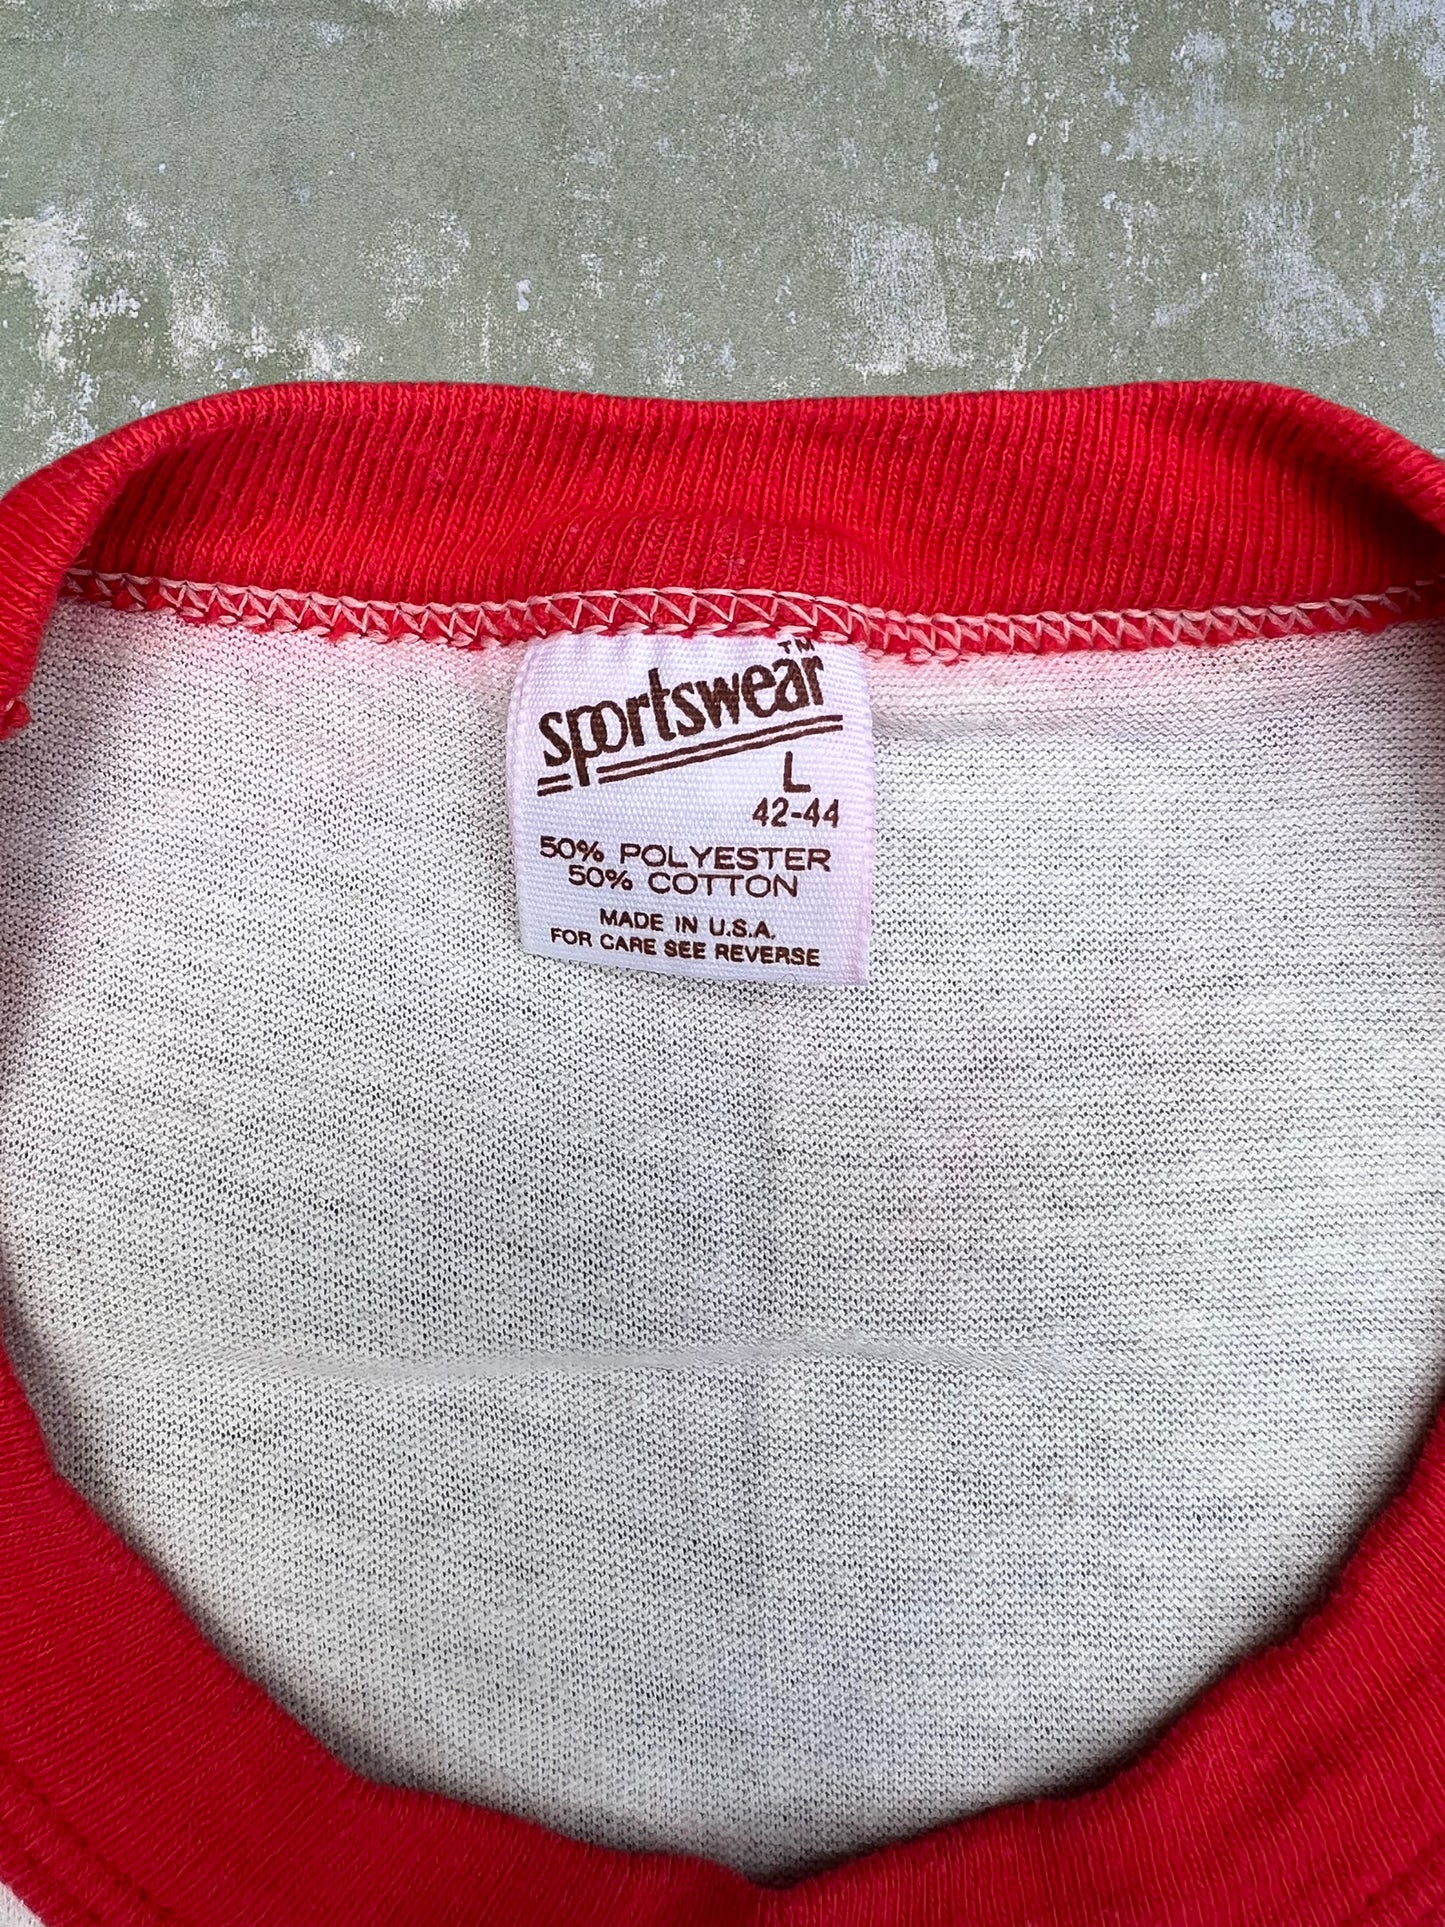 sportswear™
L
42-44
50% POLYESTER
50% COTTON
MADE IN U.S.A.
FOR CARE SEE REVERSE